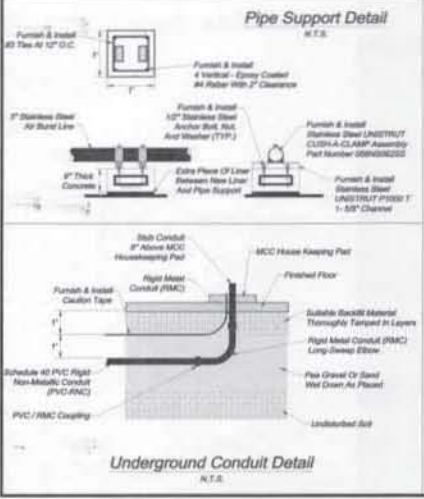 Pipe Support Detail
N.T.S.
Furnish & Install
#3 Ties At 12" O.C.
1'
1'
Furnish & Install
4 Vertical - Epoxy Coated
#4 Rebar With 2" Clearance
Stainless Steel
Air Burst Line
Furnish & Install
1/2" Stainless Steel
Anchor Bolt, Nut,
And Washer (TYP.)
Furnish & Install
Stainless Steel UNISTRUT
CUSH-A-CLAMP Assembly
Part Number
Thick
Concrete
Extra Piece Of Liner
Between New Liner
And Pipe Support
Furnish & Install
Stainless Steel
UNISTRUT P1000 T
1- 5/8" Channel
Stub Conduit
Above MCC
Housekeeping Pad
MCC House Keeping Pad
Rigid Metal
Conduit (RMC)
Finished Floor
Furnish & Install
Caution Tape
1'
1'
Suitable Backfill Material
Thoroughly Tamped In Layers
Rigid Metal Conduit (RMC)
Long-Sweep Elbow
Schedule 40 PVC Rigid
Non-Metallic Conduit
(PVC-RNC)
Pea Gravel Or Sand
Wet Down As Placed
PVC / RMC Coupling
Undisturbed Soil
Underground Conduit Detail
N.T.S.